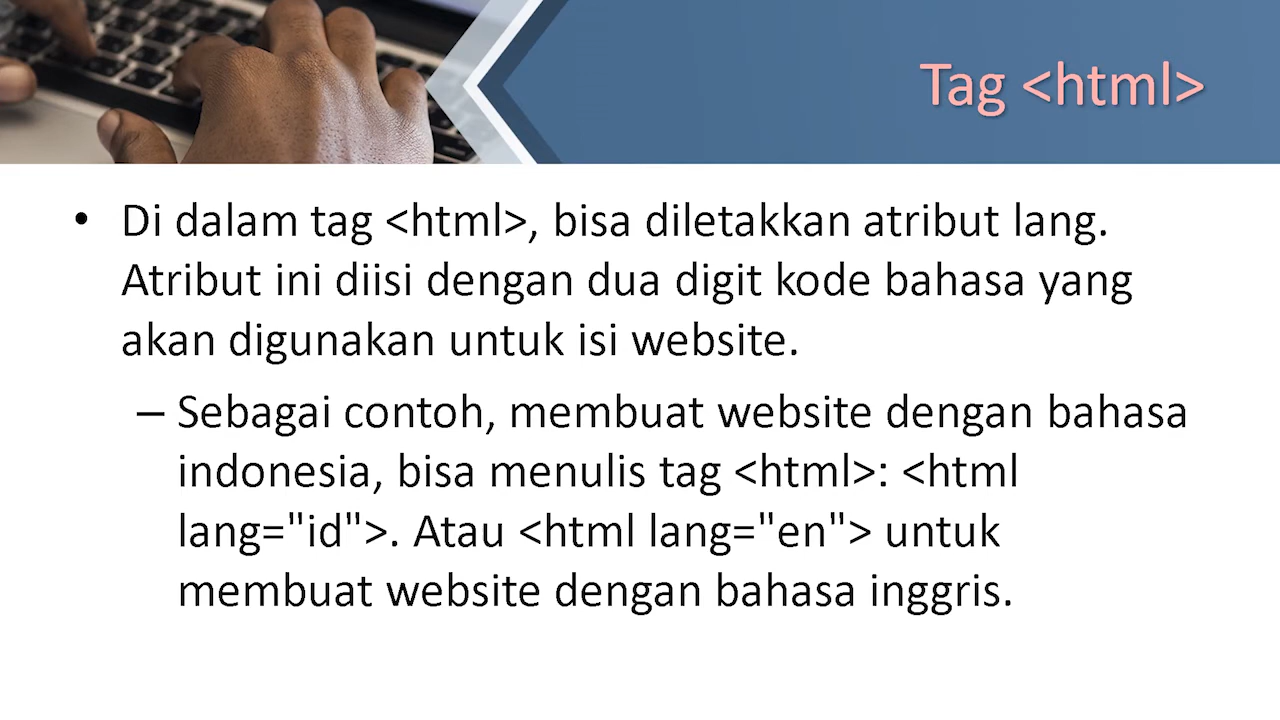 Tag <html>
• Di dalam tag <html>, bisa diletakkan atribut lang.
Atribut ini diisi dengan dua digit kode bahasa yang
akan digunakan untuk isi website.
– Sebagai contoh, membuat website dengan bahasa
indonesia, bisa menulis tag <html>: <html
lang="id">. Atau <html lang="en"> untuk
membuat website dengan bahasa inggris.